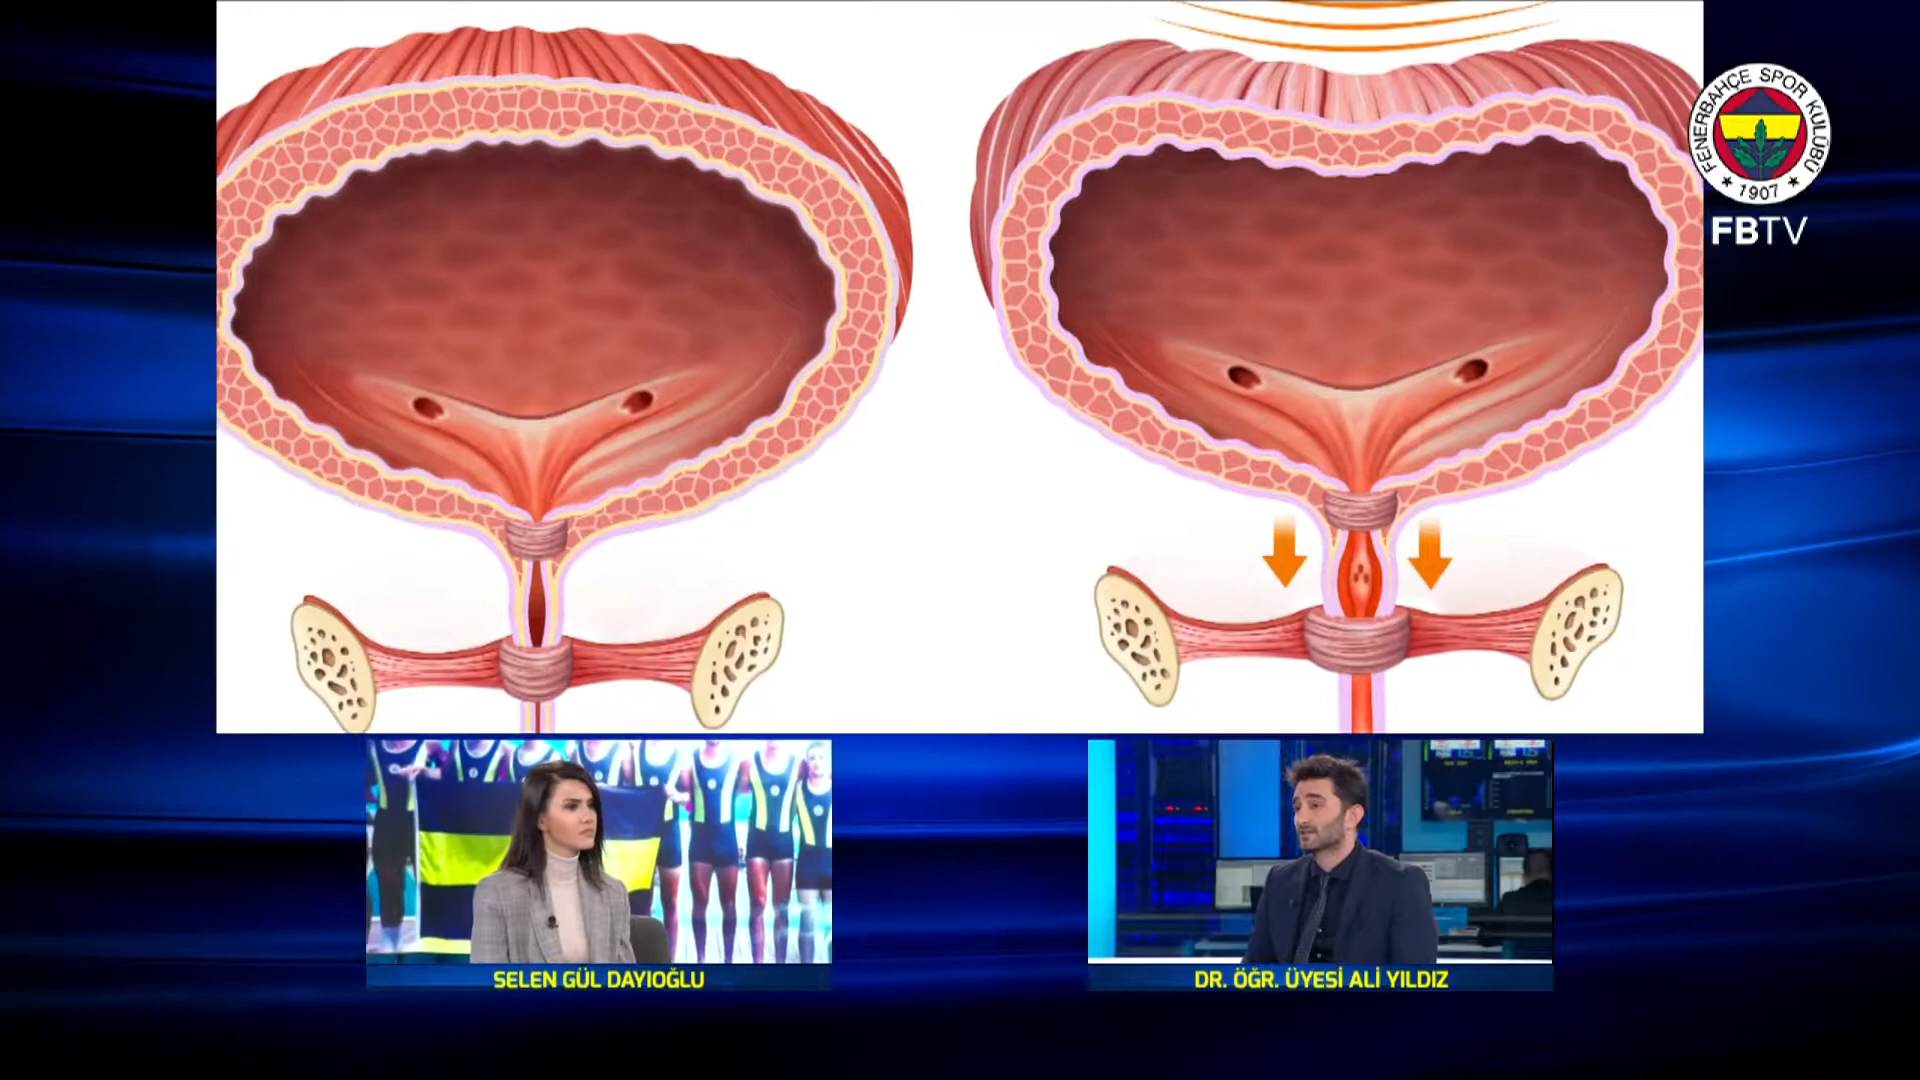 FENERBAHÇE SPOR KULÜBÜ
★ 1907 ★
FBTV
SELEN GÜL DAYIOĞLU
DR. ÖĞR. ÜYESİ ALİ YILDIZ